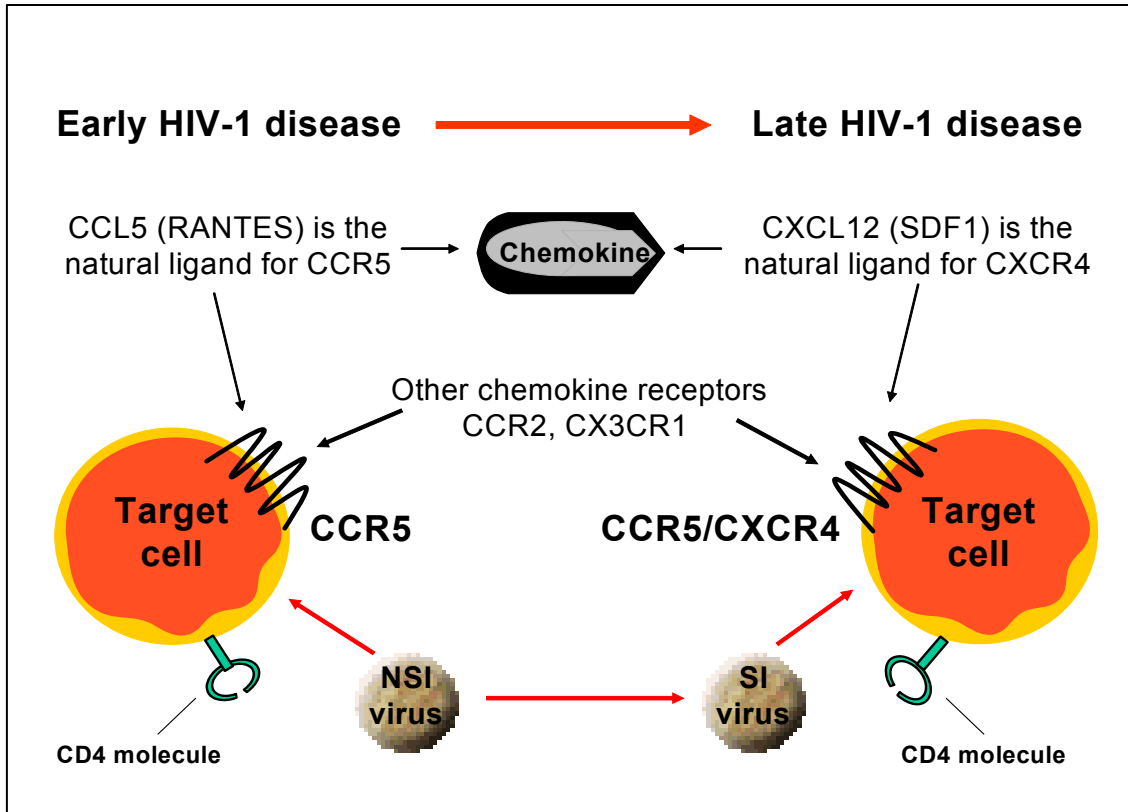 Early HIV-1 disease
Late HIV-1 disease
CCL5 (RANTES) is the
natural ligand for CCR5
Chemokine
CXCL12 (SDF1) is the
natural ligand for CXCR4
Other chemokine receptors
CCR2, CX3CR1
Target
cell
CCR5
CCR5/CXCR4
Target
cell
NSI
virus
SI
virus
CD4 molecule
CD4 molecule